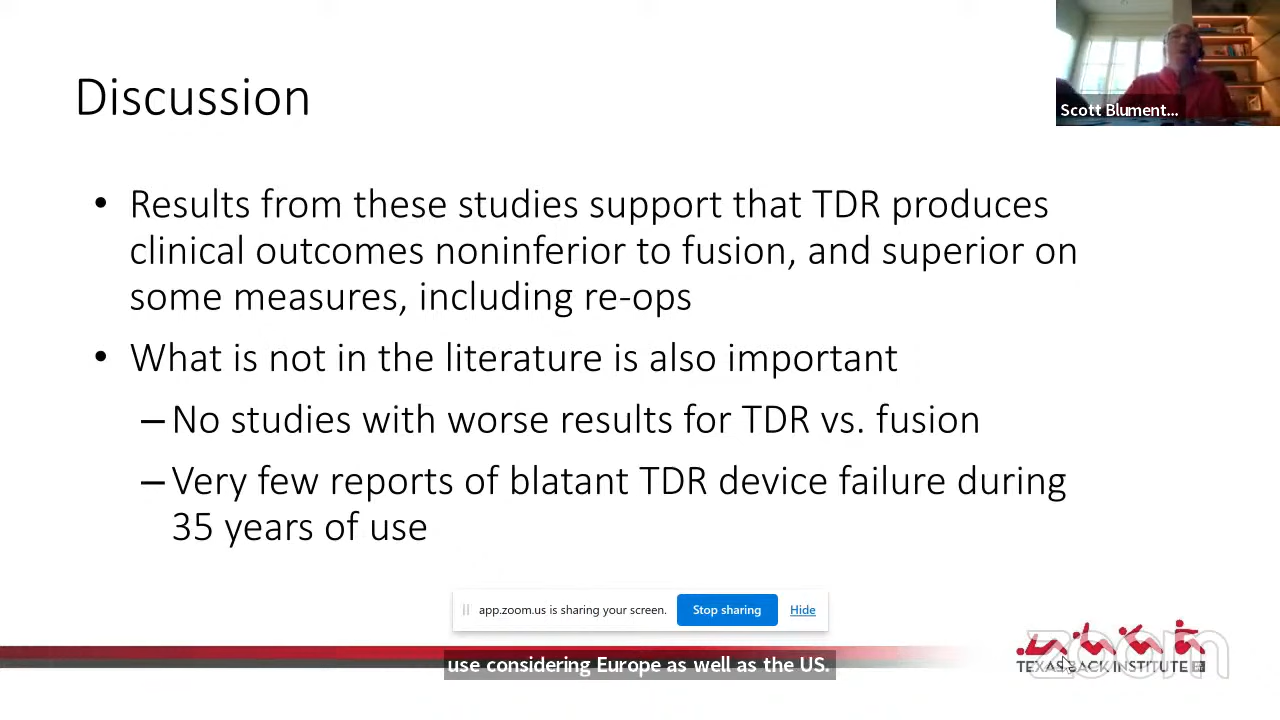 Discussion
Scott Blument...
• Results from these studies support that TDR produces
clinical outcomes noninferior to fusion, and superior on
some measures, including re-ops
• What is not in the literature is also important
– No studies with worse results for TDR vs. fusion
– Very few reports of blatant TDR device failure during
35 years of use
app.zoom.us is sharing your screen.
Stop sharing
Hide
use considering Europe as well as the US.
zoom
TEXAS BACK INSTITUTE